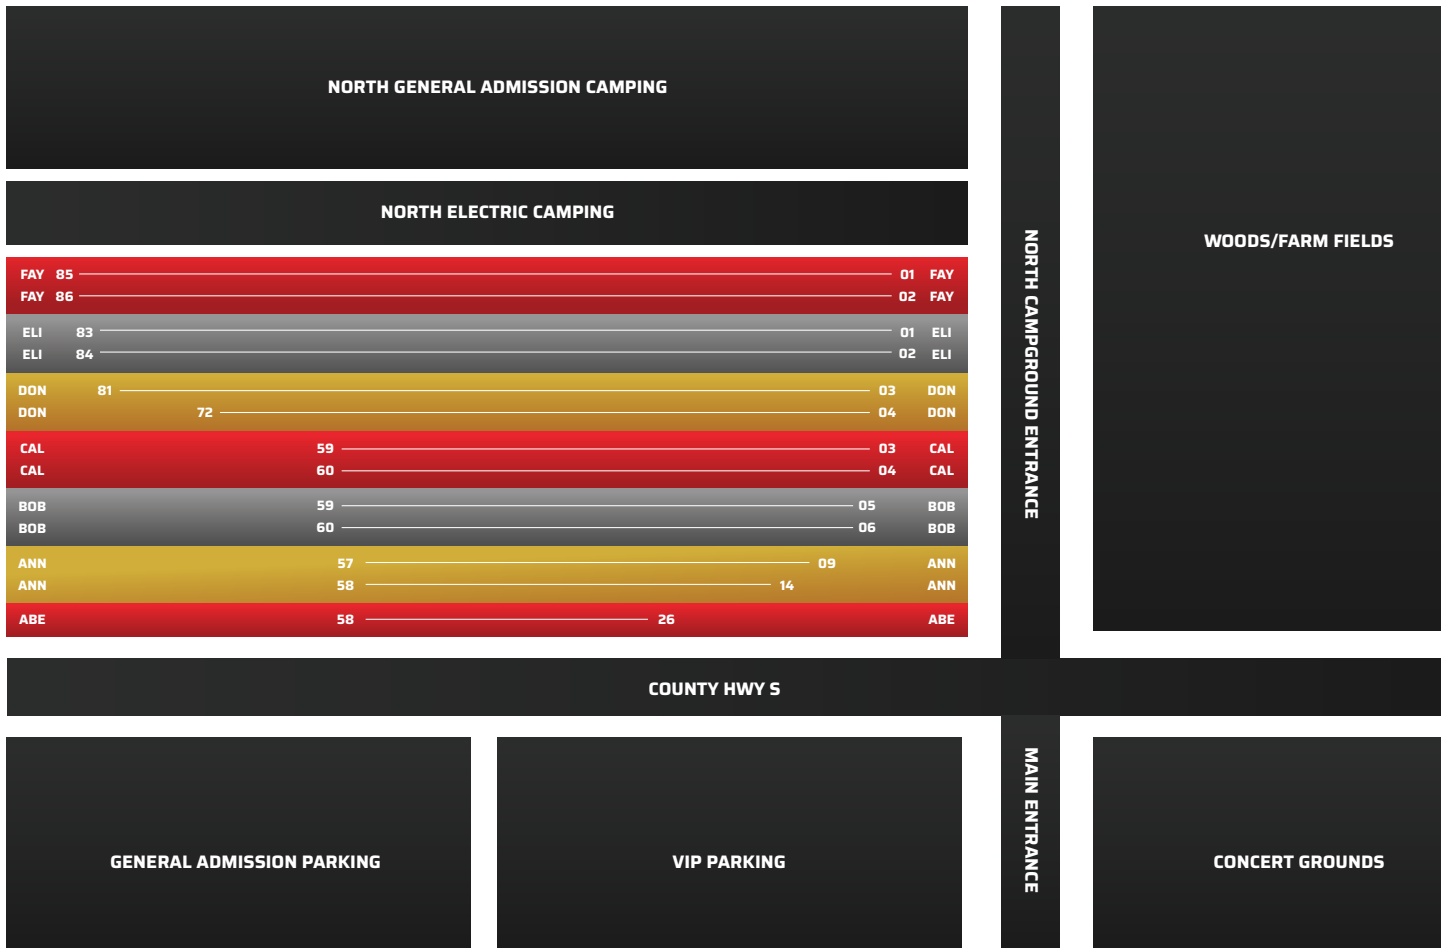 NORTH GENERAL ADMISSION CAMPING
NORTH ELECTRIC CAMPING
FAY 85 01 FAY
FAY 86 02 FAY
ELI 83 01 ELI
ELI 84 02 ELI
DON 81 03 DON
DON 72 04 DON
CAL 59 03 CAL
CAL 60 04 CAL
BOB 59 05 BOB
BOB 60 06 BOB
ANN 57 09 ANN
ANN 58 14 ANN
ABE 58 26 ABE
NORTH CAMPGROUND ENTRANCE
WOODS/FARM FIELDS
COUNTY HWY S
GENERAL ADMISSION PARKING
VIP PARKING
MAIN ENTRANCE
CONCERT GROUNDS